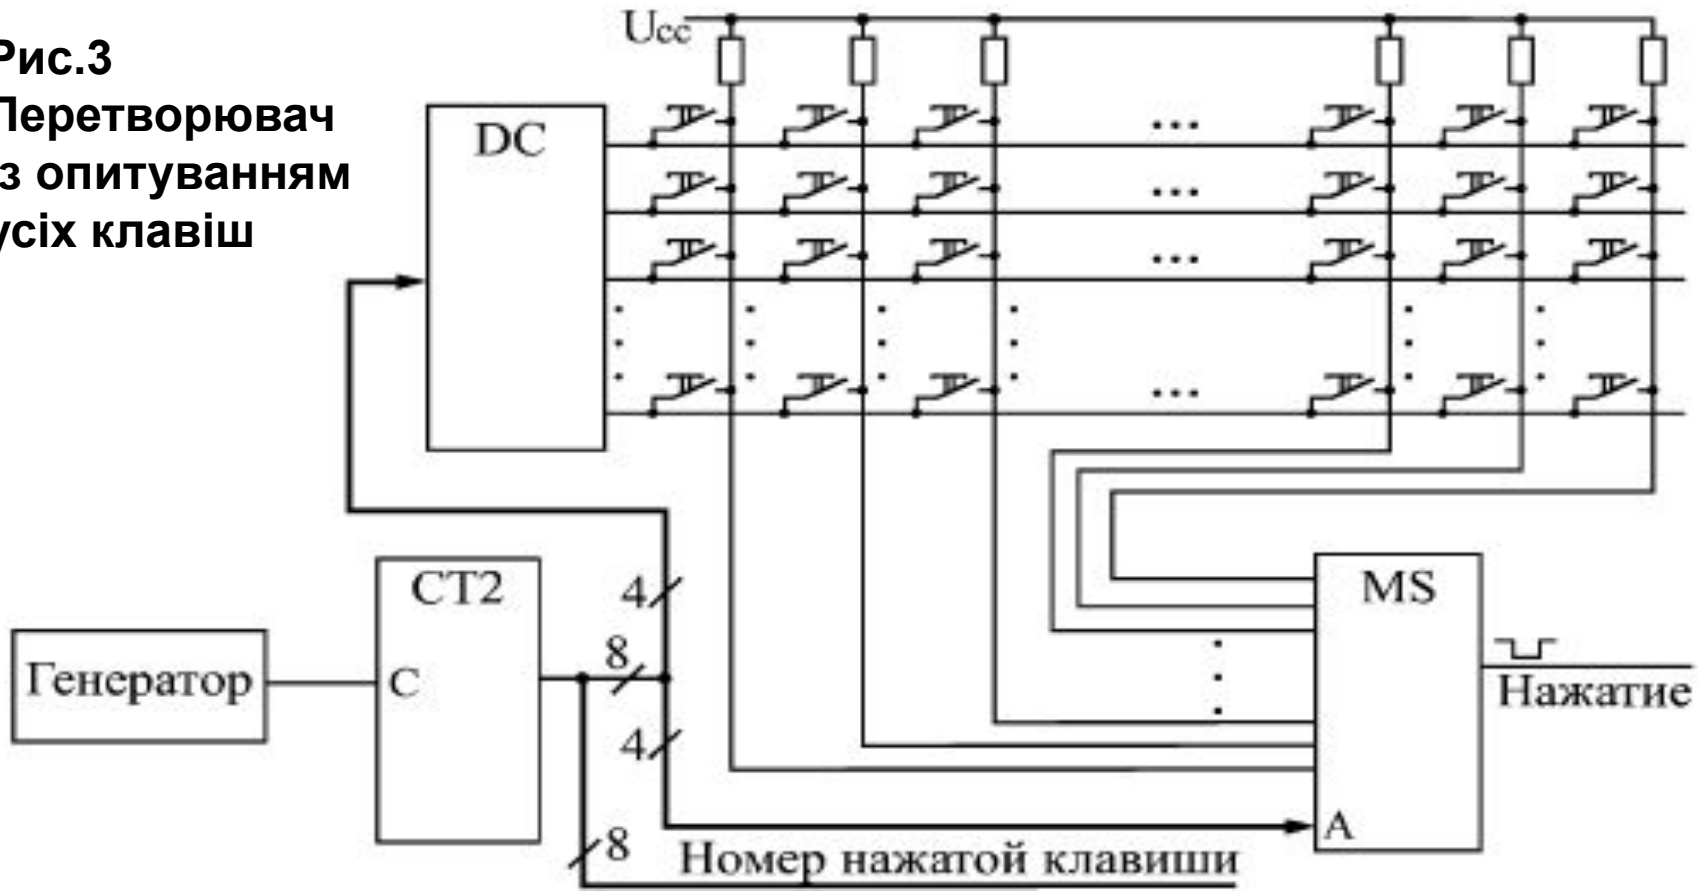 Рис.3
Перетворювач
із опитуванням
усіх клавіш
Ucc
DC
...
...
...
...
CT2
C
Генератор
4
8
4
8
MS
A
Нажатие
Номер нажатой клавиши